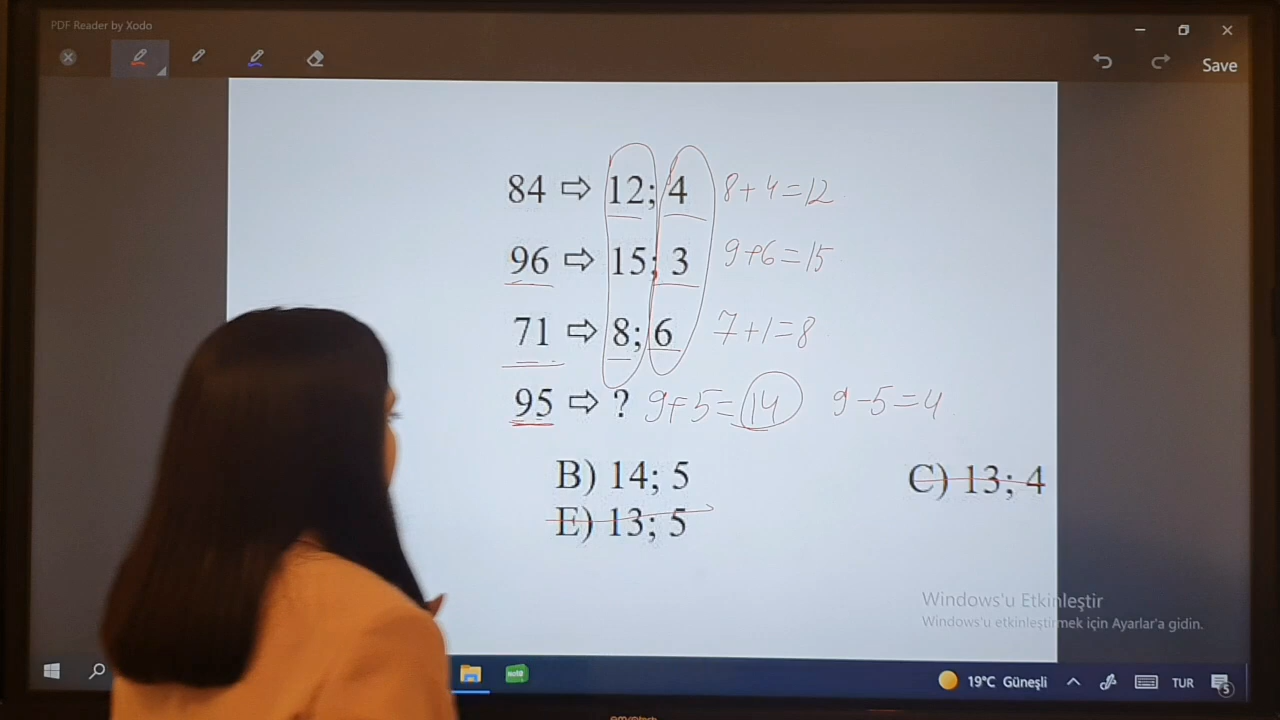 PDF Reader by Xodo
Save
84 ⇨ 12; 4 8+4=12
96 ⇨ 15; 3 9+6=15
71 ⇨ 8; 6 7+1=8
95 ⇨ ? 9+5=14 9-5=4
B) 14; 5 C) 13; 4
E) 13; 5
Windows'u Etkinleştir
Windows'u etkinleştirmek için Ayarlar'a gidin.
19°C Güneşli TUR 5